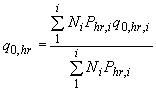 q_{0,hr} = \frac{\sum_{1}^{i} N_i P_{hr,i} q_{0,hr,i}}{\sum_{1}^{i} N_i P_{hr,i}}